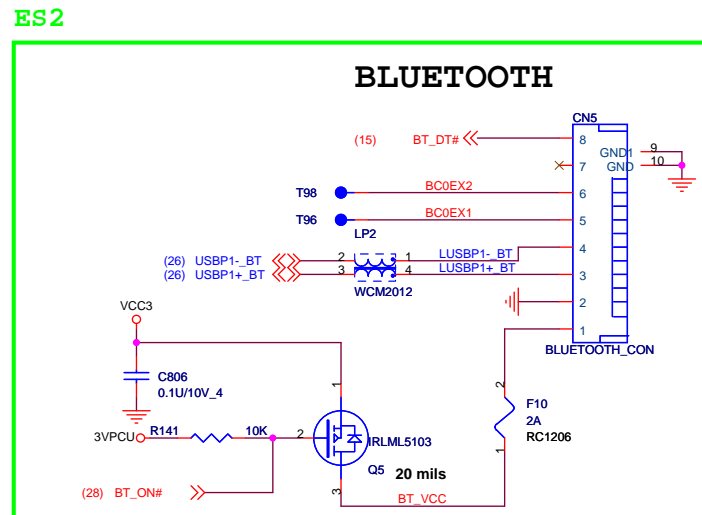 ES2
BLUETOOTH
CN5
(15) BT_DT# 8
GND1 9
7 GND 10
T98 BC0EX2 6
T96 BC0EX1 5
LP2
(26) USBP1-_BT 2 1 LUSBP1-_BT 4
(26) USBP1+_BT 3 4 LUSBP1+_BT 3
WCM2012
2
VCC3
1
BLUETOOTH_CON
C806
0.1U/10V_4
1
2
F10
2A
RC1206
3VPCU R141 10K 2
IRLML5103
1
Q5 20 mils
(28) BT_ON#
3 BT_VCC